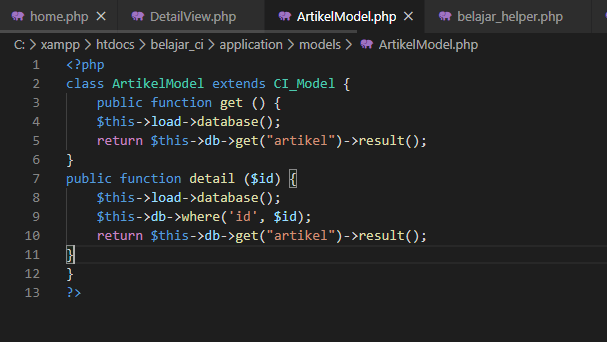 home.php DetailView.php ArtikelModel.php belajar_helper.php
C: > xampp > htdocs > belajar_ci > application > models > ArtikelModel.php
1 <?php
2 class ArtikelModel extends CI_Model {
3     public function get () {
4     $this->load->database();
5     return $this->db->get("artikel")->result();
6 }
7 public function detail ($id) {
8     $this->load->database();
9     $this->db->where('id', $id);
10     return $this->db->get("artikel")->result();
11 }
12 }
13 ?>